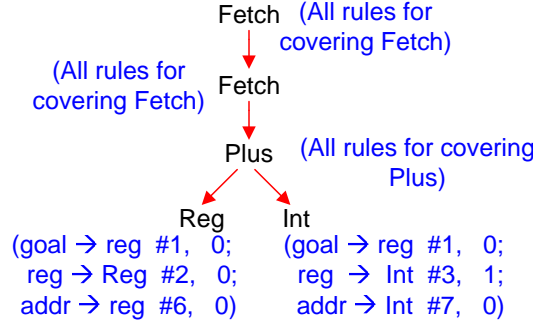 Fetch (All rules for
covering Fetch)
(All rules for
covering Fetch)
Fetch
Plus (All rules for covering
Plus)
Reg
(goal → reg #1, 0;
reg → Reg #2, 0;
addr → reg #6, 0)
Int
(goal → reg #1, 0;
reg → Int #3, 1;
addr → Int #7, 0)